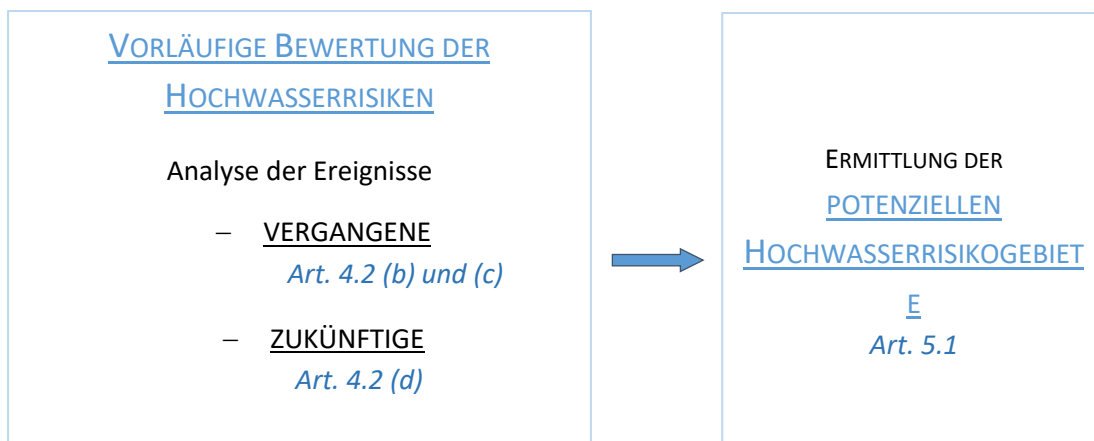 VORLÄUFIGE BEWERTUNG DER
HOCHWASSERRISIKEN
Analyse der Ereignisse
– VERGANGENE
Art. 4.2 (b) und (c)
– ZUKÜNFTIGE
Art. 4.2 (d)
ERMITTLUNG DER
POTENZIELLEN
HOCHWASSERRISIKOGEBIET
E
Art. 5.1